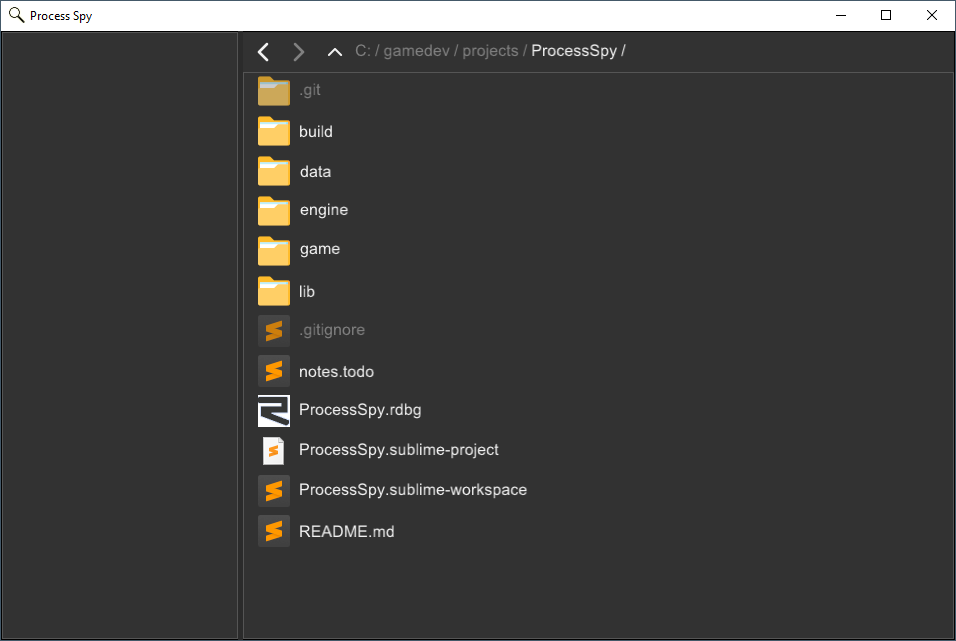 Process Spy
C: / gamedev / projects / ProcessSpy /
.git
build
data
engine
game
lib
.gitignore
notes.todo
ProcessSpy.rdbg
ProcessSpy.sublime-project
ProcessSpy.sublime-workspace
README.md